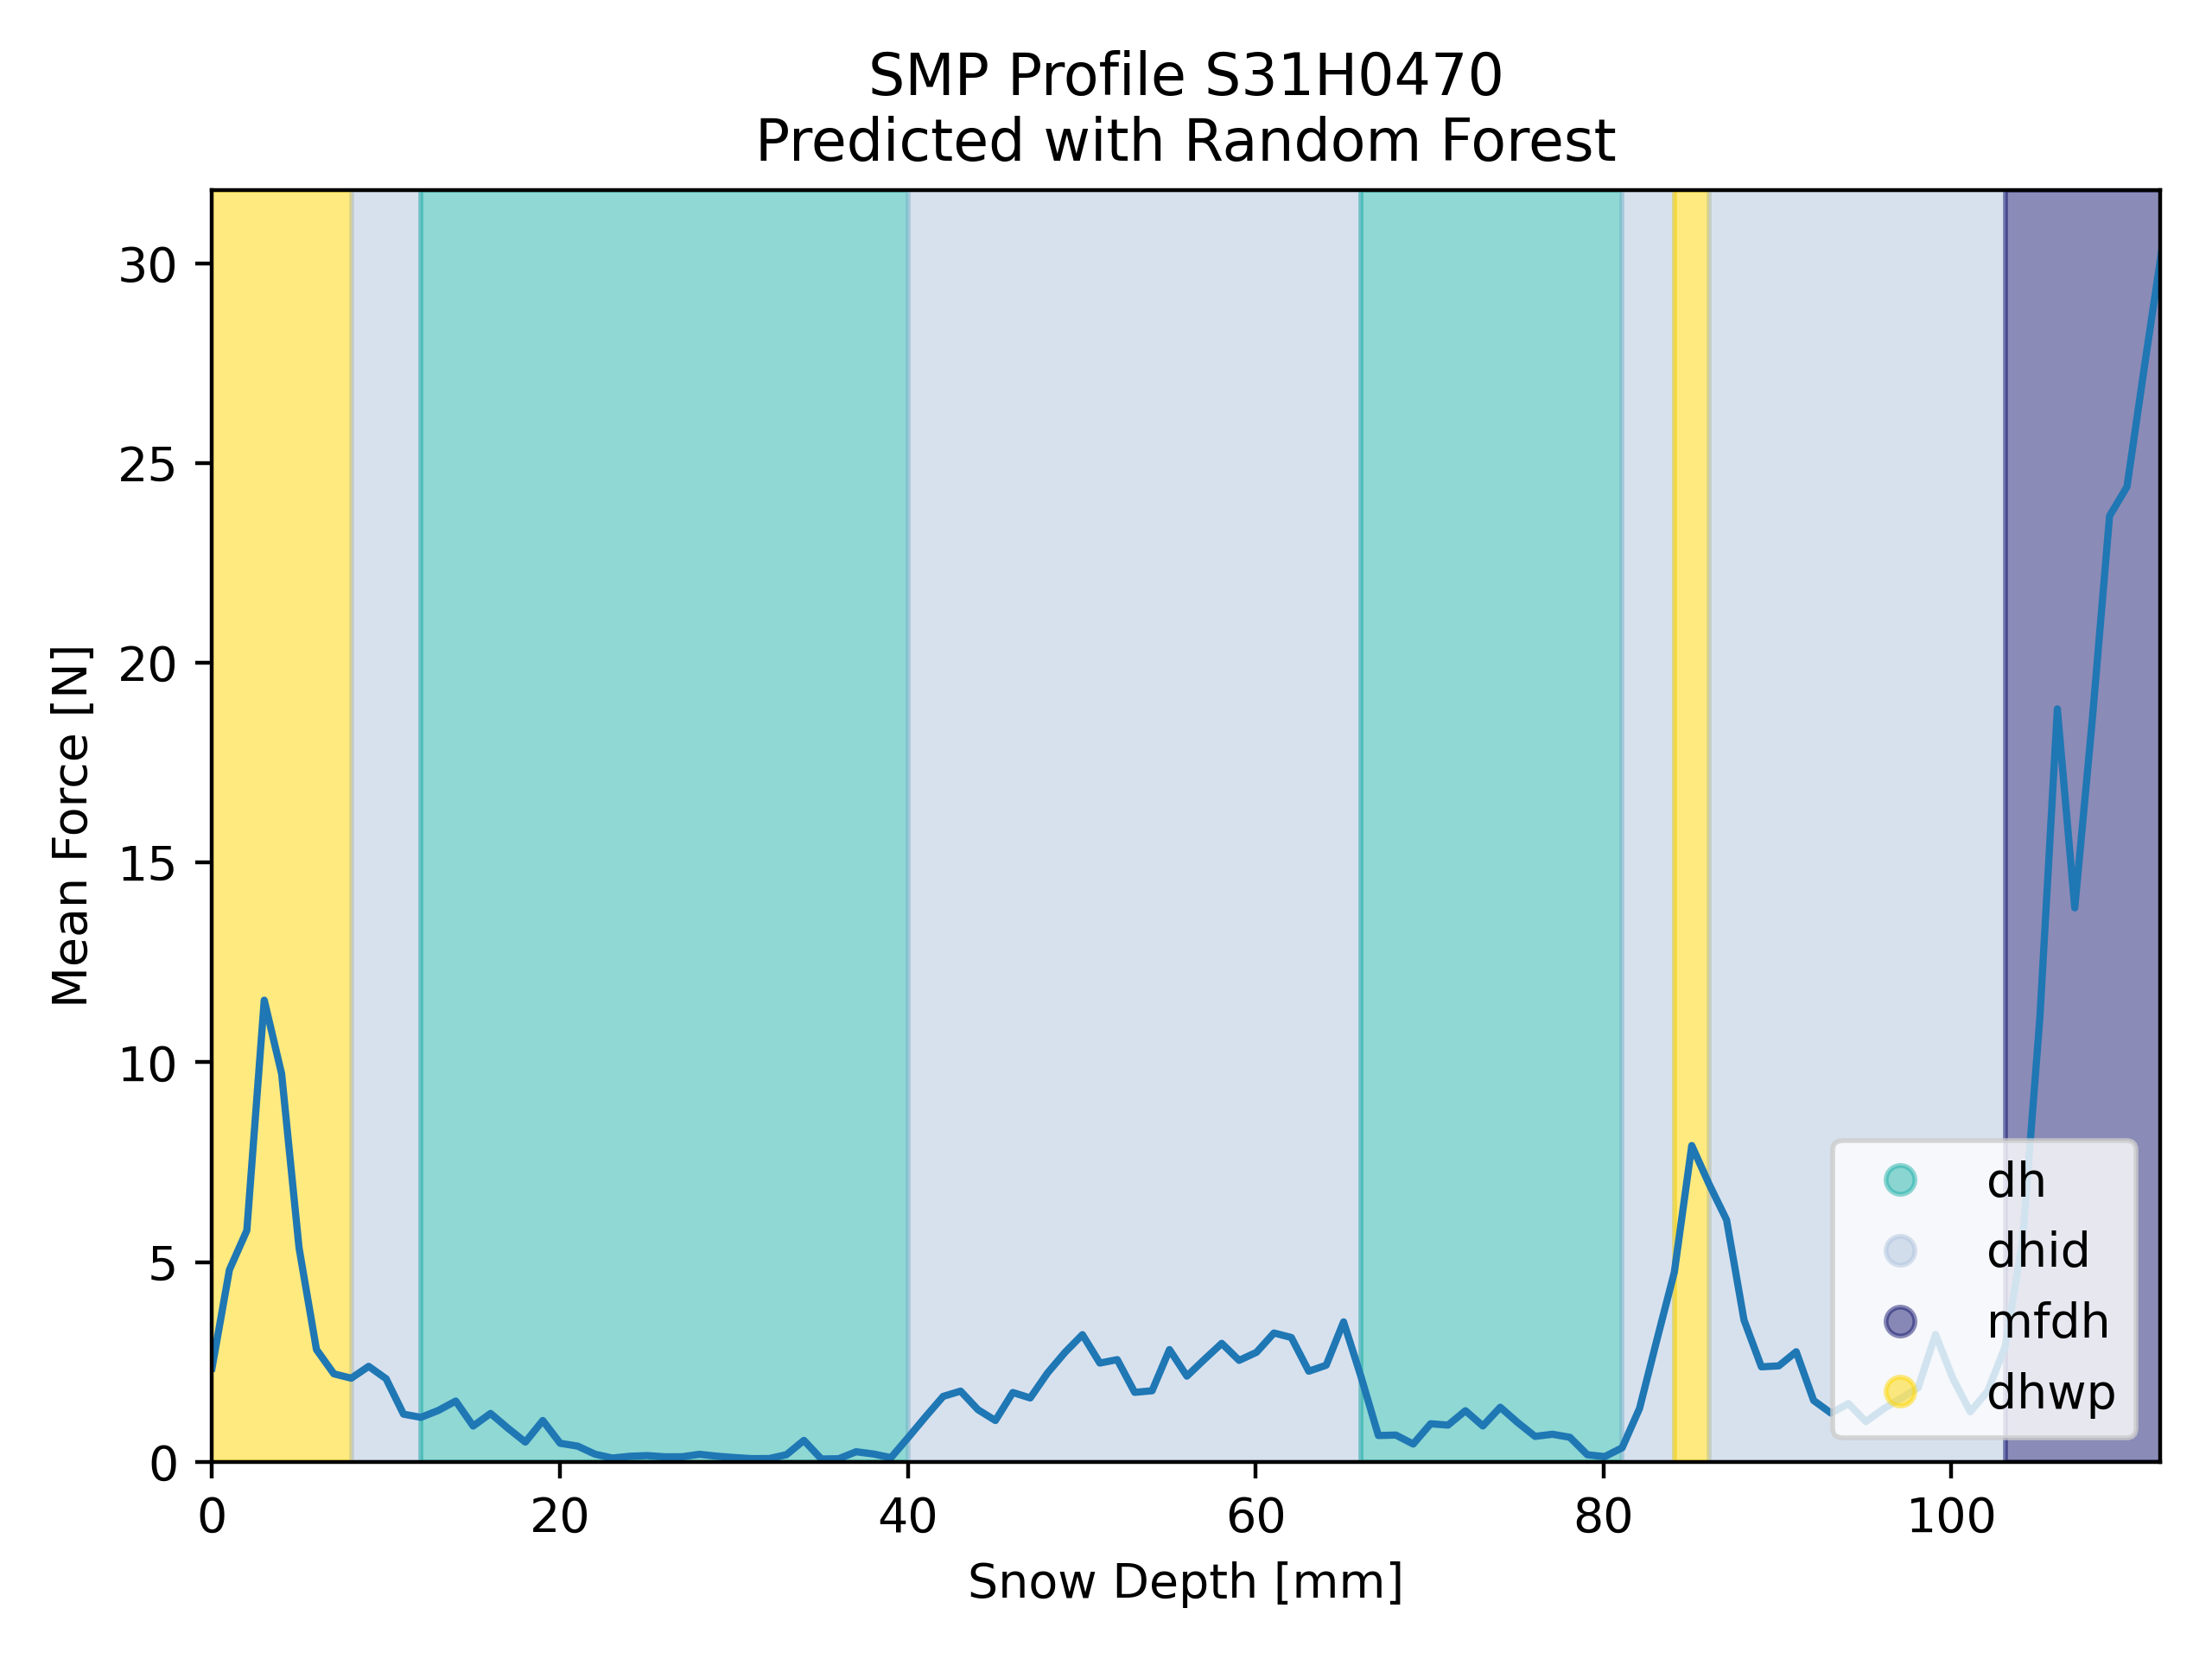 SMP Profile S31H0470
Predicted with Random Forest
Mean Force [N]
30
25
20
15
10
5
0
dh
dhid
mfdh
dhwp
0 20 40 60 80 100
Snow Depth [mm]